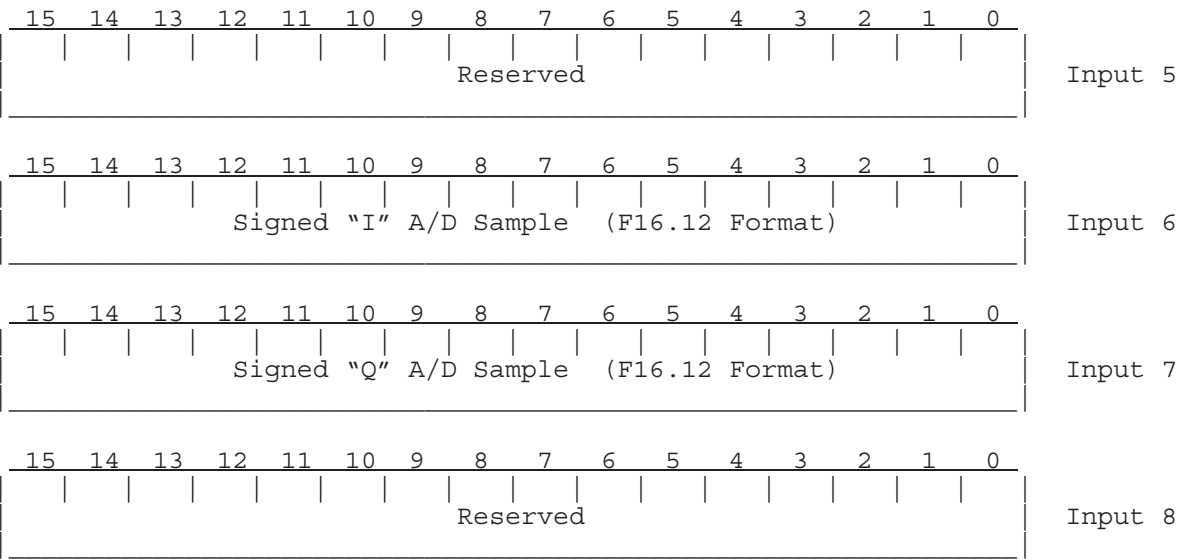 15 14 13 12 11 10 9 8 7 6 5 4 3 2 1 0
Reserved Input 5
15 14 13 12 11 10 9 8 7 6 5 4 3 2 1 0
Signed “I” A/D Sample (F16.12 Format) Input 6
15 14 13 12 11 10 9 8 7 6 5 4 3 2 1 0
Signed “Q” A/D Sample (F16.12 Format) Input 7
15 14 13 12 11 10 9 8 7 6 5 4 3 2 1 0
Reserved Input 8